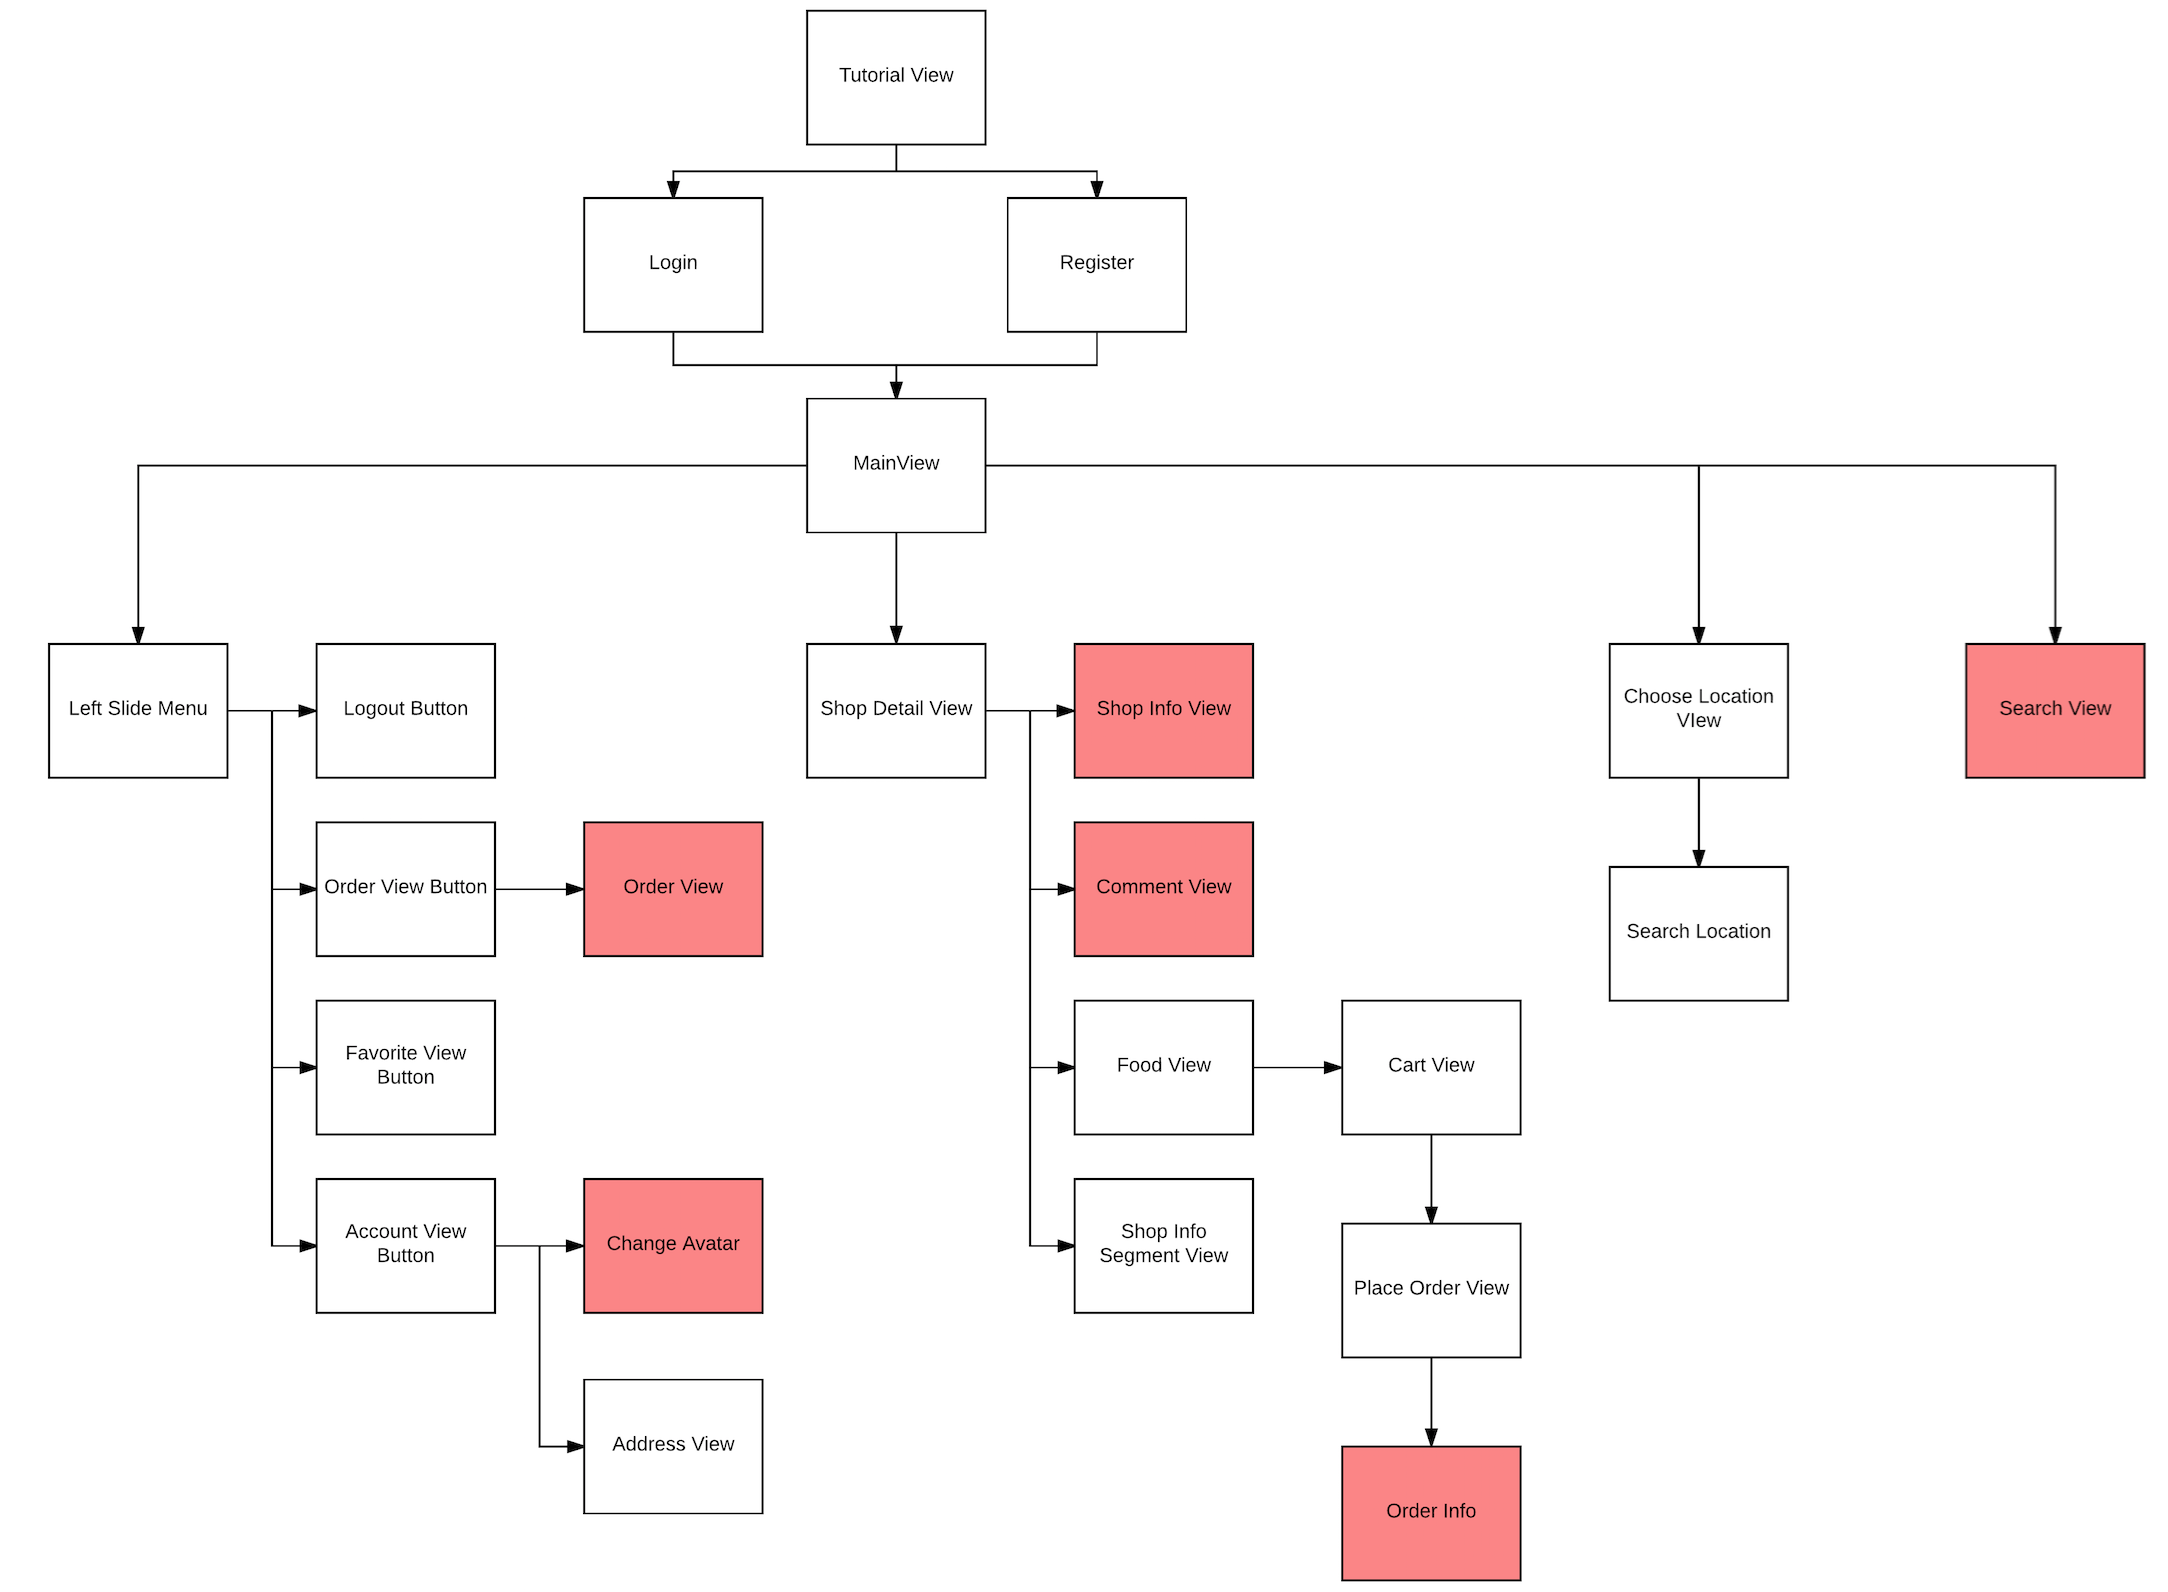 Tutorial View
Login
Register
MainView
Left Slide Menu
Logout Button
Shop Detail View
Shop Info View
Choose Location
VIew
Search View
Order View Button
Order View
Comment View
Search Location
Favorite View
Button
Food View
Cart View
Account View
Button
Change Avatar
Shop Info
Segment View
Place Order View
Address View
Order Info